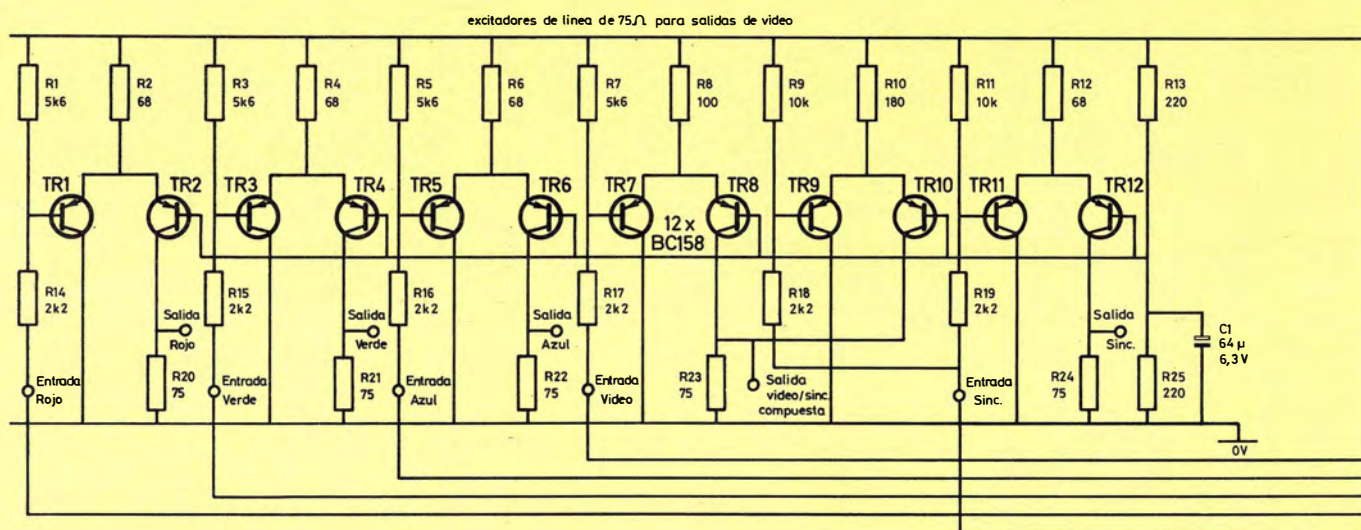 excitadores de linea de 75Ω para salidas de video
R1
5k6
R2
68
R3
5k6
R4
68
R5
5k6
R6
68
R7
5k6
R8
100
R9
10k
R10
180
R11
10k
R12
68
R13
220
TR1
TR2
TR3
TR4
TR5
TR6
TR7
TR8
TR9
TR10
TR11
TR12
12 x
BC158
R14
2k2
R15
2k2
R16
2k2
R17
2k2
R18
2k2
R19
2k2
Salida
Rojo
Salida
Verde
Salida
Azul
Salida
Sinc.
C1
64 μ
6,3 V
Entrada
Rojo
R20
75
Entrada
Verde
R21
75
Entrada
Azul
R22
75
Entrada
Video
R23
75
Salida
video/sinc.
compuesta
Entrada
Sinc.
R24
75
R25
220
0V